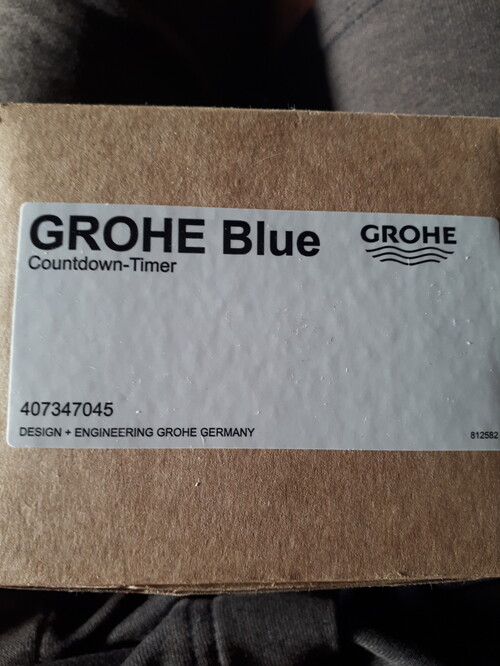 GROHE Blue
GROHE
Countdown-Timer
407347045
DESIGN + ENGINEERING GROHE GERMANY
812582